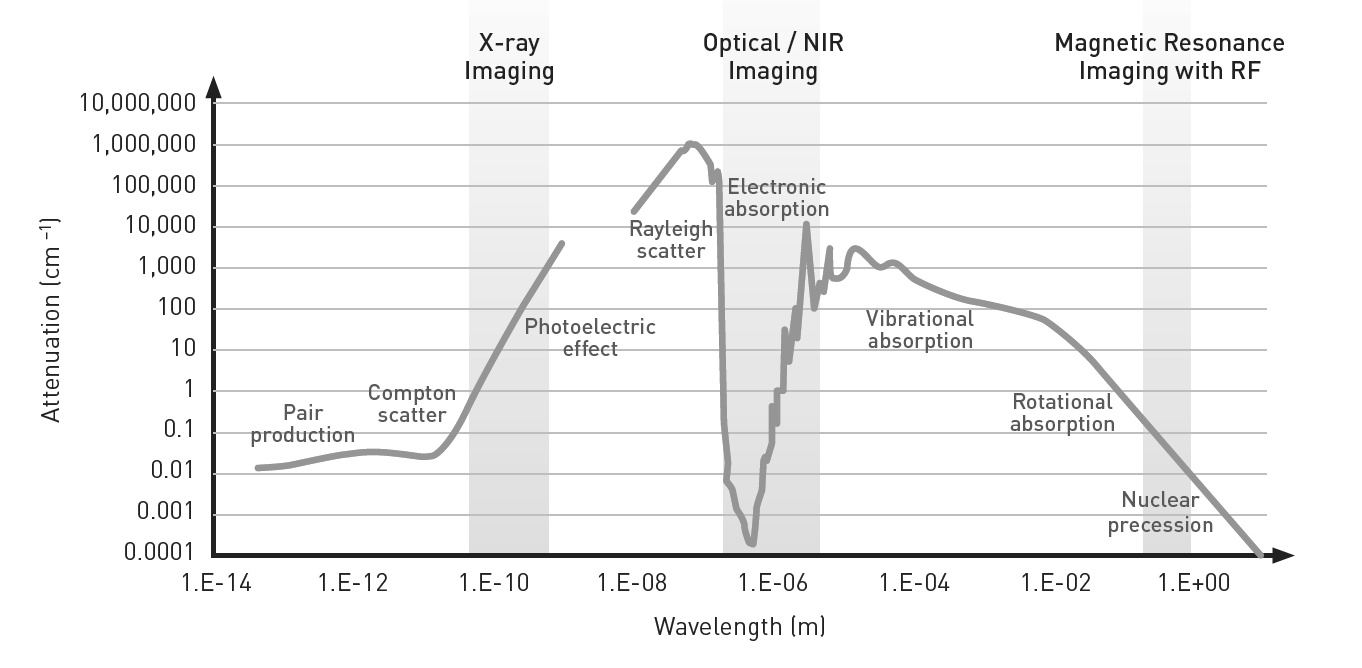 X-ray
Imaging
Optical / NIR
Imaging
Magnetic Resonance
Imaging with RF
10,000,000
1,000,000
100,000
10,000
1,000
100
10
1
0.1
0.01
0.001
0.0001
Attenuation (cm⁻¹)
Pair
production
Compton
scatter
Photoelectric
effect
Rayleigh
scatter
Electronic
absorption
Vibrational
absorption
Rotational
absorption
Nuclear
precession
1.E-14
1.E-12
1.E-10
1.E-08
1.E-06
1.E-04
1.E-02
1.E+00
Wavelength (m)